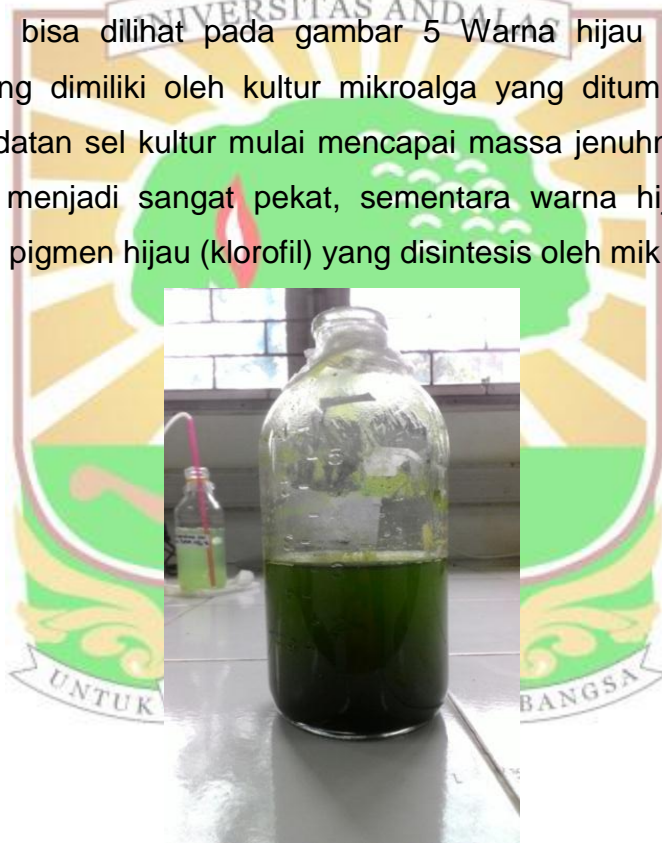 UNIVERSITAS ANDALAS
bisa dilihat pada gambar 5 Warna hijau
ng dimiliki oleh kultur mikroalga yang ditum
datan sel kultur mulai mencapai massa jenuhr
menjadi sangat pekat, sementara warna hij
pigmen hijau (klorofil) yang disintesis oleh mik
UNTUK
BANGSA